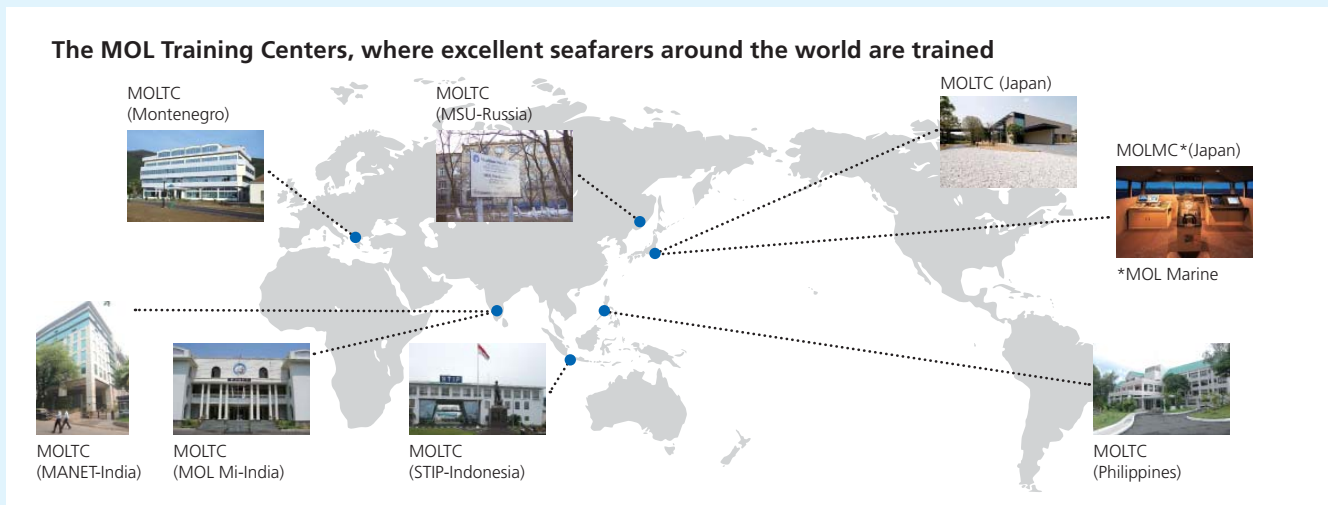 The MOL Training Centers, where excellent seafarers around the world are trained
MOLTC
(Montenegro)
MOLTC
(MSU-Russia)
MOLTC (Japan)
MOLMC*(Japan)
*MOL Marine
MOLTC
(MANET-India)
MOLTC
(MOL Mi-India)
STIP
MOLTC
(STIP-Indonesia)
MOLTC
(Philippines)